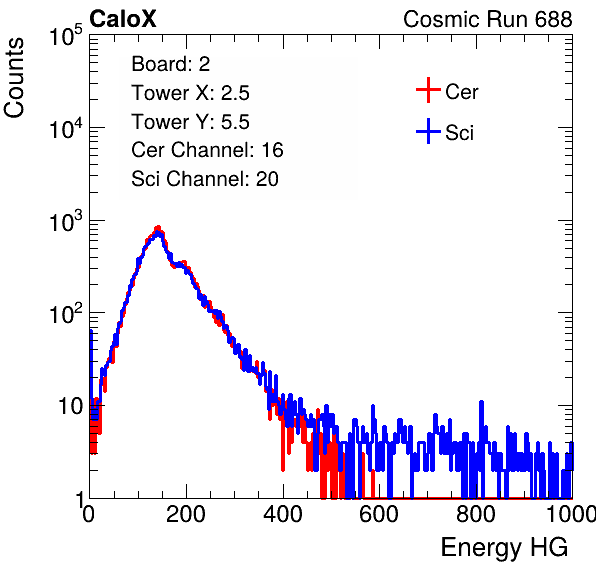 CaloX Cosmic Run 688
Counts
10^5
10^4
10^3
10^2
10
1
Board: 2
Tower X: 2.5
Tower Y: 5.5
Cer Channel: 16
Sci Channel: 20
Cer
Sci
0 200 400 600 800 1000
Energy HG